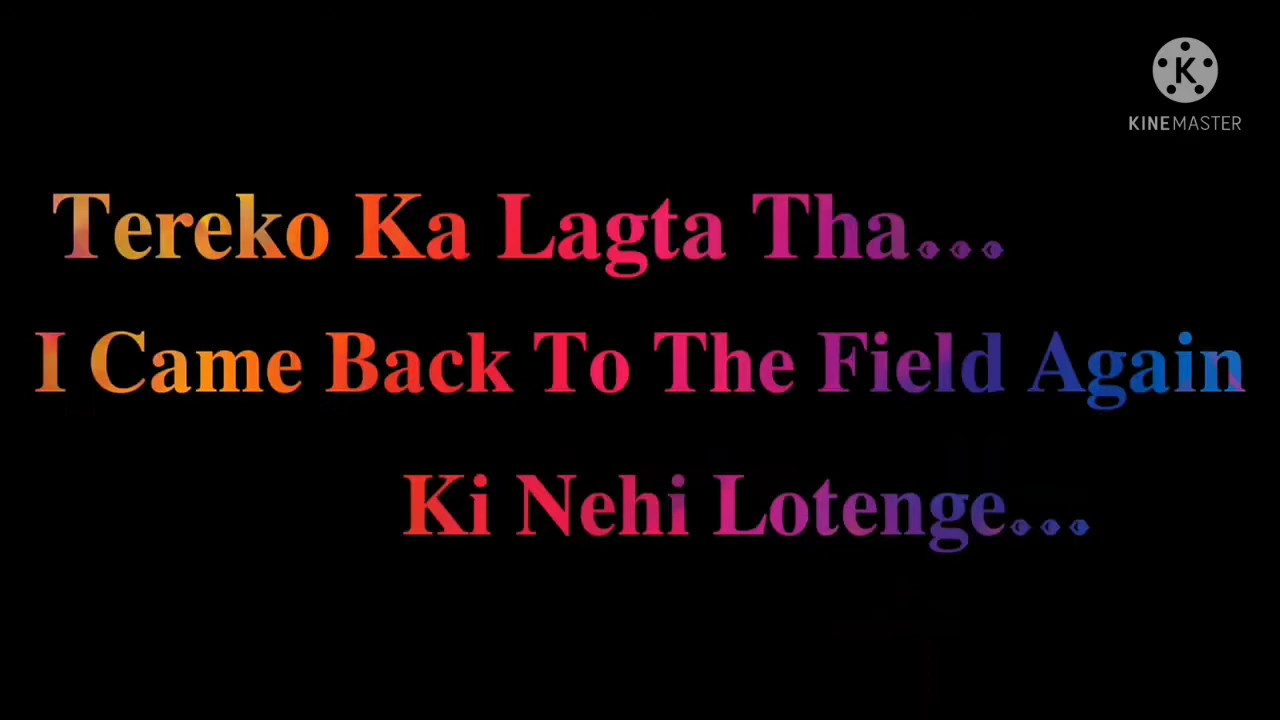 K
KINEMASTER
Tereko Ka Lagta Tha...
I Came Back To The Field Again
Ki Nehi Lotenge...